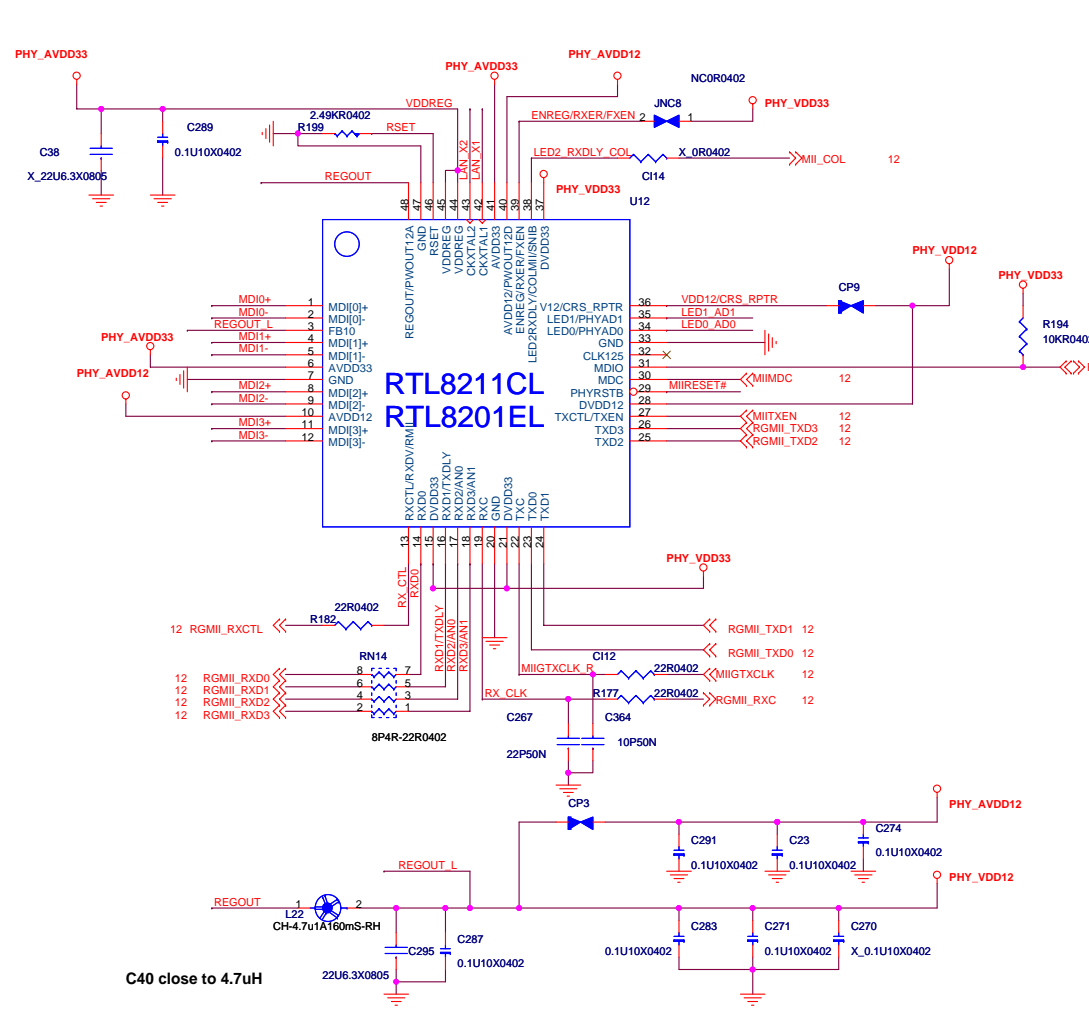 PHY_AVDD33
PHY_AVDD33
PHY_AVDD12
NC0R0402
VDDREG
JNC8
PHY_VDD33
2.49KR0402
R199
RSET
ENREG/RXER/FXEN
2
1
C289
0.1U10X0402
C38
X_22U6.3X0805
LAN_X2
LAN_X1
LED2_RXDLY_COL
X_0R0402
CI14
MII_COL
12
REGOUT
PHY_VDD33
U12
48
47
46
45
44
43
42
41
40
39
38
37
REGOUT/PWOUT12A
GND
RSET
VDDREG
VDDREG
CKXTAL2
CKXTAL1
AVDD33
AVDD12/PWOUT12D
ENREG/RXER/FXEN
LED2RXDLY/COLMII/SNIB
DVDD33
PHY_VDD12
PHY_VDD33
CP9
R194
MDI0+ 1 MDI[0]+
MDI0- 2 MDI[0]-
REGOUT_L 3 FB10
MDI1+ 4 MDI[1]+
MDI1- 5 MDI[1]-
6 AVDD33
7 GND
MDI2+ 8 MDI[2]+
MDI2- 9 MDI[2]-
10 AVDD12
MDI3+ 11 MDI[3]+
MDI3- 12 MDI[3]-
PHY_AVDD33
PHY_AVDD12
RTL8211CL
RTL8201EL
V12/CRS_RPTR 36 VDD12/CRS_RPTR
LED1/PHYAD1 35 LED1_AD1
LED0/PHYAD0 34 LED0_AD0
GND 33
CLK125 32
MDIO 31
MDC 30 MIIMDC 12
PHYRSTB 29 MIIRESET#
DVDD12 28
TXCTL/TXEN 27 MIITXEN 12
TXD3 26 RGMII_TXD3 12
TXD2 25 RGMII_TXD2 12
RXCTL/RXDV/RMII
RXD0
DVDD33
RXD1/TXDLY
RXD2/AN0
RXD3/AN1
RXC
GND
DVDD33
TXC
TXD0
TXD1
13
14
15
16
17
18
19
20
21
22
23
24
RX_CTL
RXD0
RXD1/TXDLY
RXD2/AN0
RXD3/AN1
PHY_VDD33
22R0402
12 RGMII_RXCTL
R182
RGMII_TXD1 12
RN14
CI12
RGMII_TXD0 12
12 RGMII_RXD0 8 7
12 RGMII_RXD1 6 5
12 RGMII_RXD2 4 3
12 RGMII_RXD3 2 1
8P4R-22R0402
MIIGTXCLK_R
22R0402
MIIGTXCLK 12
RX_CLK
R177
22R0402
RGMII_RXC 12
C267
C364
22P50N
10P50N
CP3
PHY_AVDD12
C291
0.1U10X0402
C23
0.1U10X0402
C274
0.1U10X0402
REGOUT_L
PHY_VDD12
REGOUT
1
2
L22
CH-4.7u1A160mS-RH
C295
22U6.3X0805
C287
0.1U10X0402
C283
0.1U10X0402
C271
0.1U10X0402
C270
X_0.1U10X0402
C40 close to 4.7uH